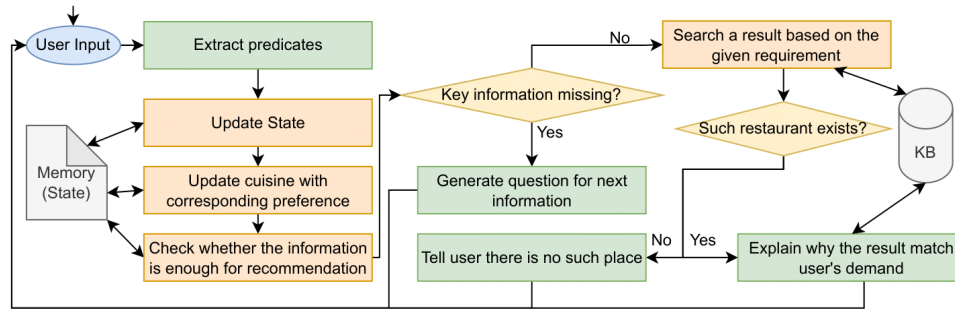 User Input
Extract predicates
Update State
Memory
(State)
Update cuisine with
corresponding preference
Check whether the information
is enough for recommendation
Key information missing?
No
Yes
Generate question for next
information
Search a result based on the
given requirement
Such restaurant exists?
KB
No
Yes
Tell user there is no such place
Explain why the result match
user's demand